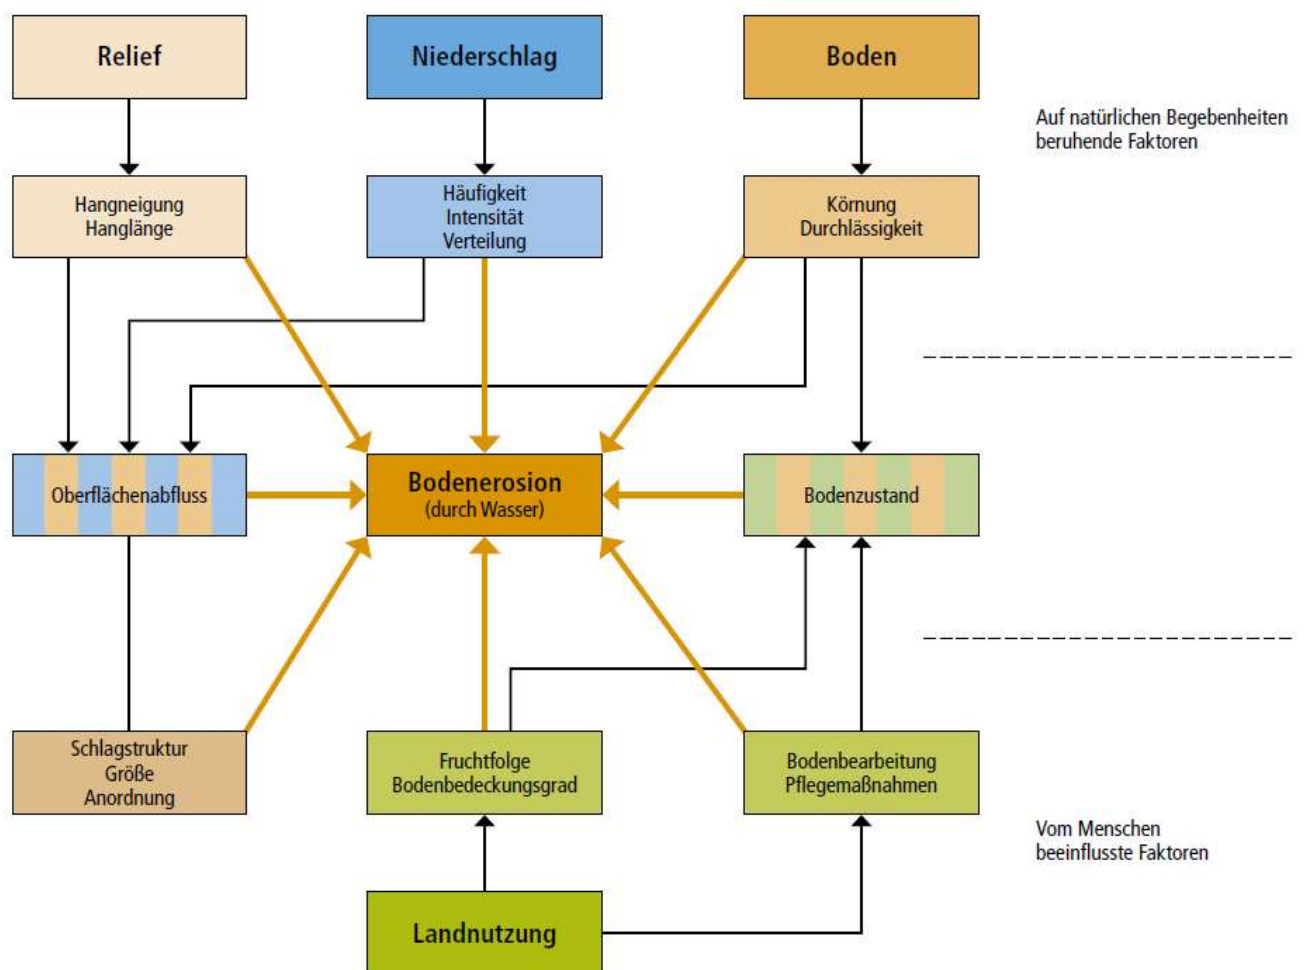 Relief
Niederschlag
Boden
Auf natürlichen Begebenheiten
beruhende Faktoren
Hangneigung
Hanglänge
Häufigkeit
Intensität
Verteilung
Körnung
Durchlässigkeit
Oberflächenabfluss
Bodenerosion
(durch Wasser)
Bodenzustand
Schlagstruktur
Größe
Anordnung
Fruchtfolge
Bodenbedeckungsgrad
Bodenbearbeitung
Pflegemaßnahmen
Vom Menschen
beeinflusste Faktoren
Landnutzung